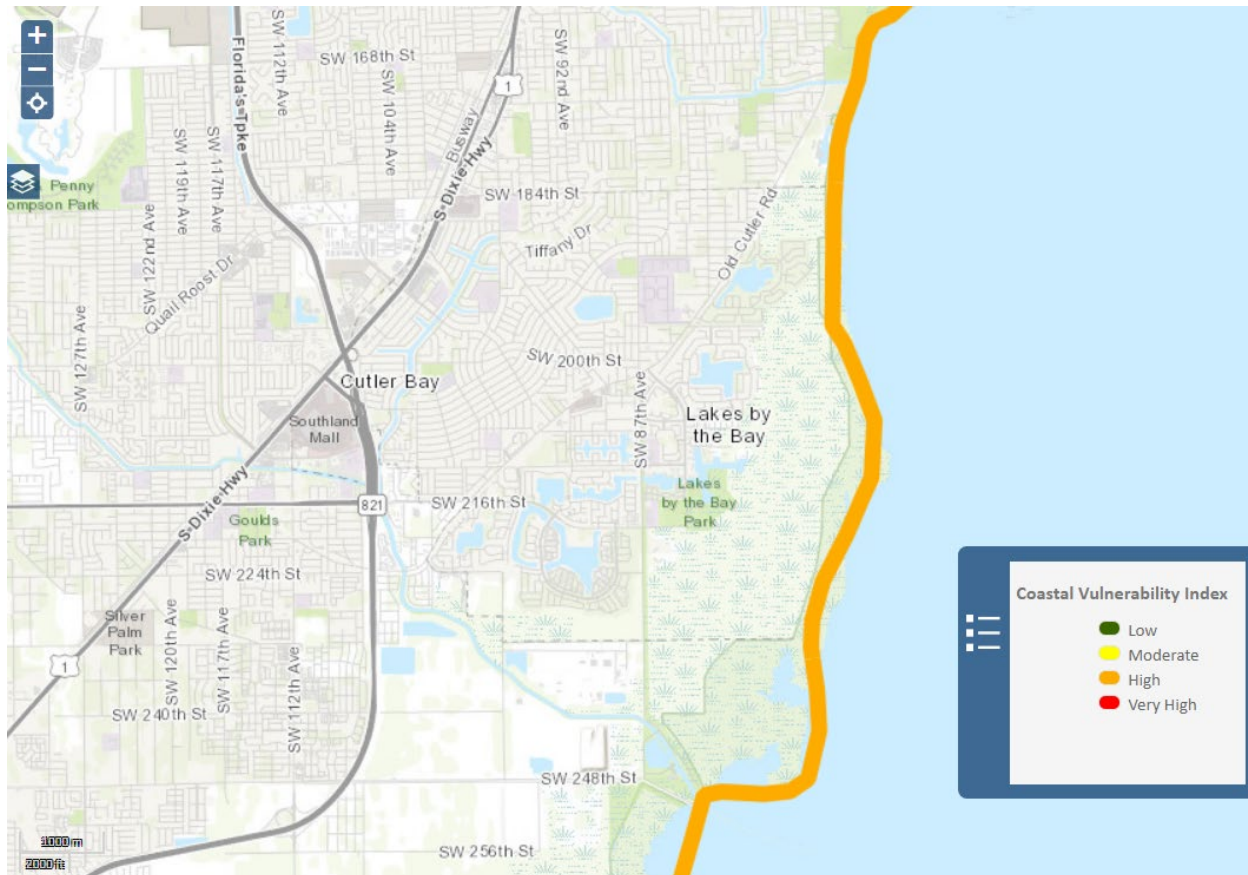 +
−
Florida's Tpke
SW 112th Ave
SW 168th St
SW 104th Ave
SW 92nd Ave
1
Busway
S Dixie Hwy
SW 117th Ave
SW 119th Ave
SW 122nd Ave
Penny
ompson Park
SW 184th St
Tiffany Dr
Old Cutler Rd
Quail Roost Dr
SW 127th Ave
SW 200th St
Cutler Bay
SW 87th Ave
Lakes by
the Bay
Southland
Mall
S Dixie Hwy
821
SW 216th St
Lakes
by the Bay
Park
Goulds
Park
SW 224th St
Silver
Palm
Park
SW 120th Ave
SW 117th Ave
SW 112th Ave
1
SW 240th St
SW 248th St
SW 256th St
1000 m
2000 ft
Coastal Vulnerability Index
Low
Moderate
High
Very High